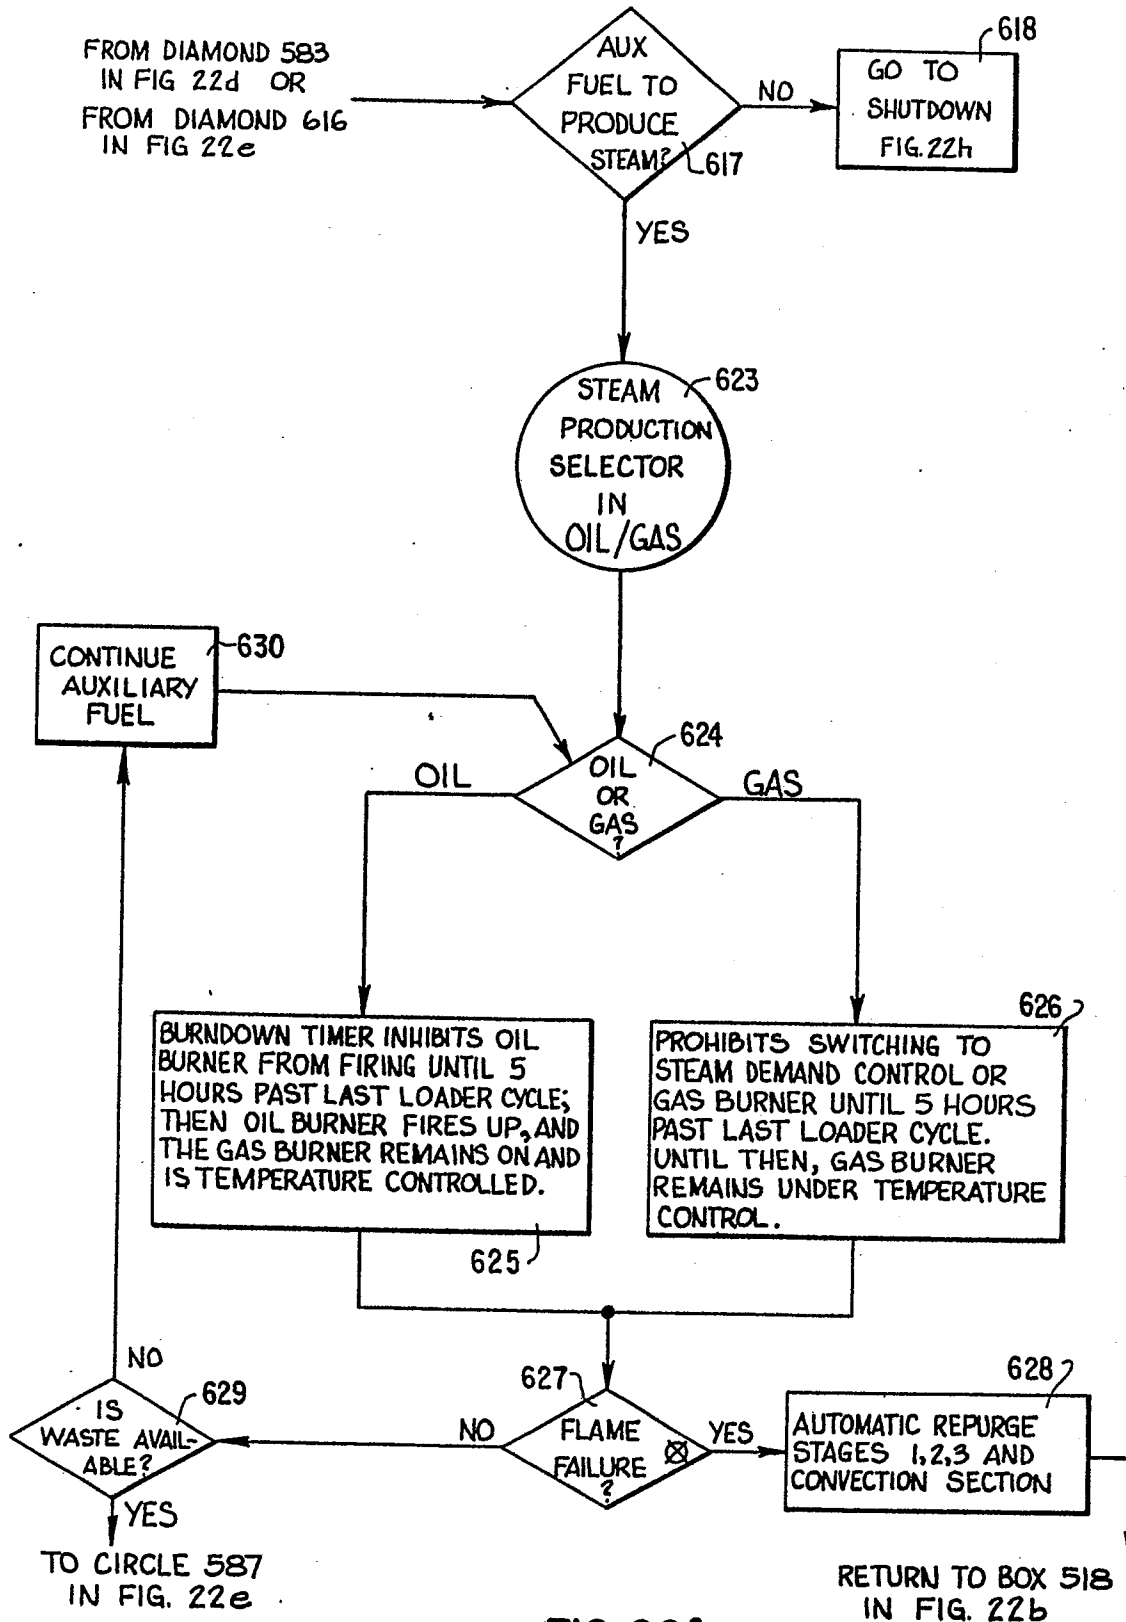 FROM DIAMOND 583
IN FIG 22d OR
FROM DIAMOND 616
IN FIG 22e
AUX
FUEL TO
PRODUCE
STEAM?
617
NO
618
GO TO
SHUTDOWN
FIG. 22h
YES
623
STEAM
PRODUCTION
SELECTOR
IN
OIL/GAS
630
CONTINUE
AUXILIARY
FUEL
624
OIL
OR
GAS
?
OIL
GAS
BURNDOWN TIMER INHIBITS OIL
BURNER FROM FIRING UNTIL 5
HOURS PAST LAST LOADER CYCLE;
THEN OIL BURNER FIRES UP, AND
THE GAS BURNER REMAINS ON AND
IS TEMPERATURE CONTROLLED.
625
626
PROHIBITS SWITCHING TO
STEAM DEMAND CONTROL OR
GAS BURNER UNTIL 5 HOURS
PAST LAST LOADER CYCLE.
UNTIL THEN, GAS BURNER
REMAINS UNDER TEMPERATURE
CONTROL.
627
FLAME
FAILURE
?
YES
628
AUTOMATIC REPURGE
STAGES 1,2,3 AND
CONVECTION SECTION
NO
629
IS
WASTE AVAIL-
ABLE?
NO
YES
TO CIRCLE 587
IN FIG. 22e
RETURN TO BOX 518
IN FIG. 22b